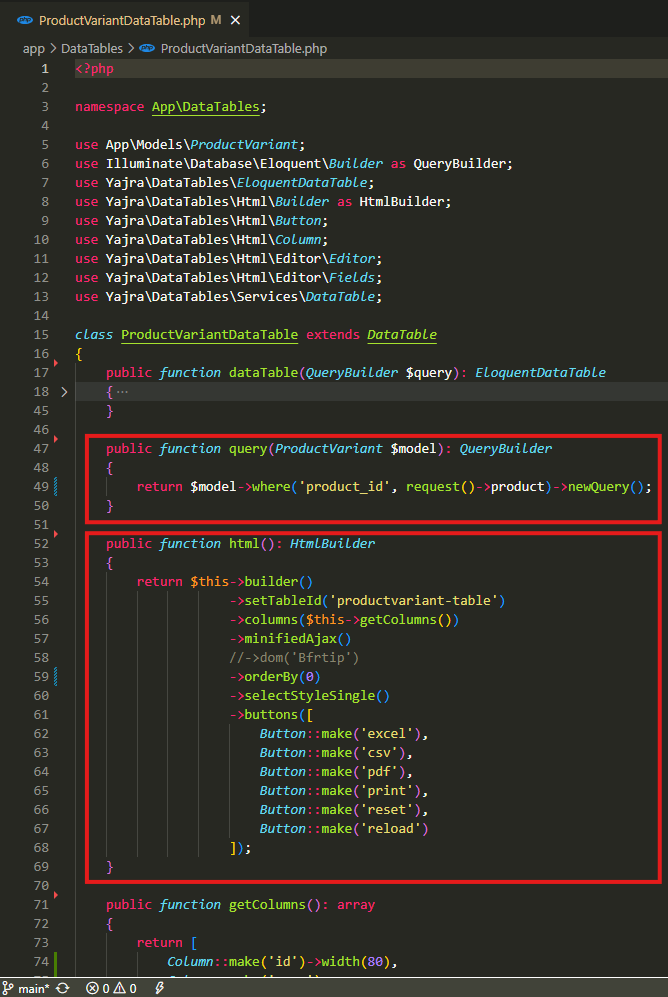 php ProductVariantDataTable.php M ×
app > DataTables > php ProductVariantDataTable.php
1 <?php
2
3 namespace App\DataTables;
4
5 use App\Models\ProductVariant;
6 use Illuminate\Database\Eloquent\Builder as QueryBuilder;
7 use Yajra\DataTables\EloquentDataTable;
8 use Yajra\DataTables\Html\Builder as HtmlBuilder;
9 use Yajra\DataTables\Html\Button;
10 use Yajra\DataTables\Html\Column;
11 use Yajra\DataTables\Html\Editor\Editor;
12 use Yajra\DataTables\Html\Editor\Fields;
13 use Yajra\DataTables\Services\DataTable;
14
15 class ProductVariantDataTable extends DataTable
16 {
17 public function dataTable(QueryBuilder $query): EloquentDataTable
18 > { ···
45 }
46
47 public function query(ProductVariant $model): QueryBuilder
48 {
49 return $model->where('product_id', request()->product)->newQuery();
50 }
51
52 public function html(): HtmlBuilder
53 {
54 return $this->builder()
55 ->setTableId('productvariant-table')
56 ->columns($this->getColumns())
57 ->minifiedAjax()
58 //->dom('Bfrtip')
59 ->orderBy(0)
60 ->selectStyleSingle()
61 ->buttons([
62 Button::make('excel'),
63 Button::make('csv'),
64 Button::make('pdf'),
65 Button::make('print'),
66 Button::make('reset'),
67 Button::make('reload')
68 ]);
69 }
70
71 public function getColumns(): array
72 {
73 return [
74 Column::make('id')->width(80),
main* 0 0